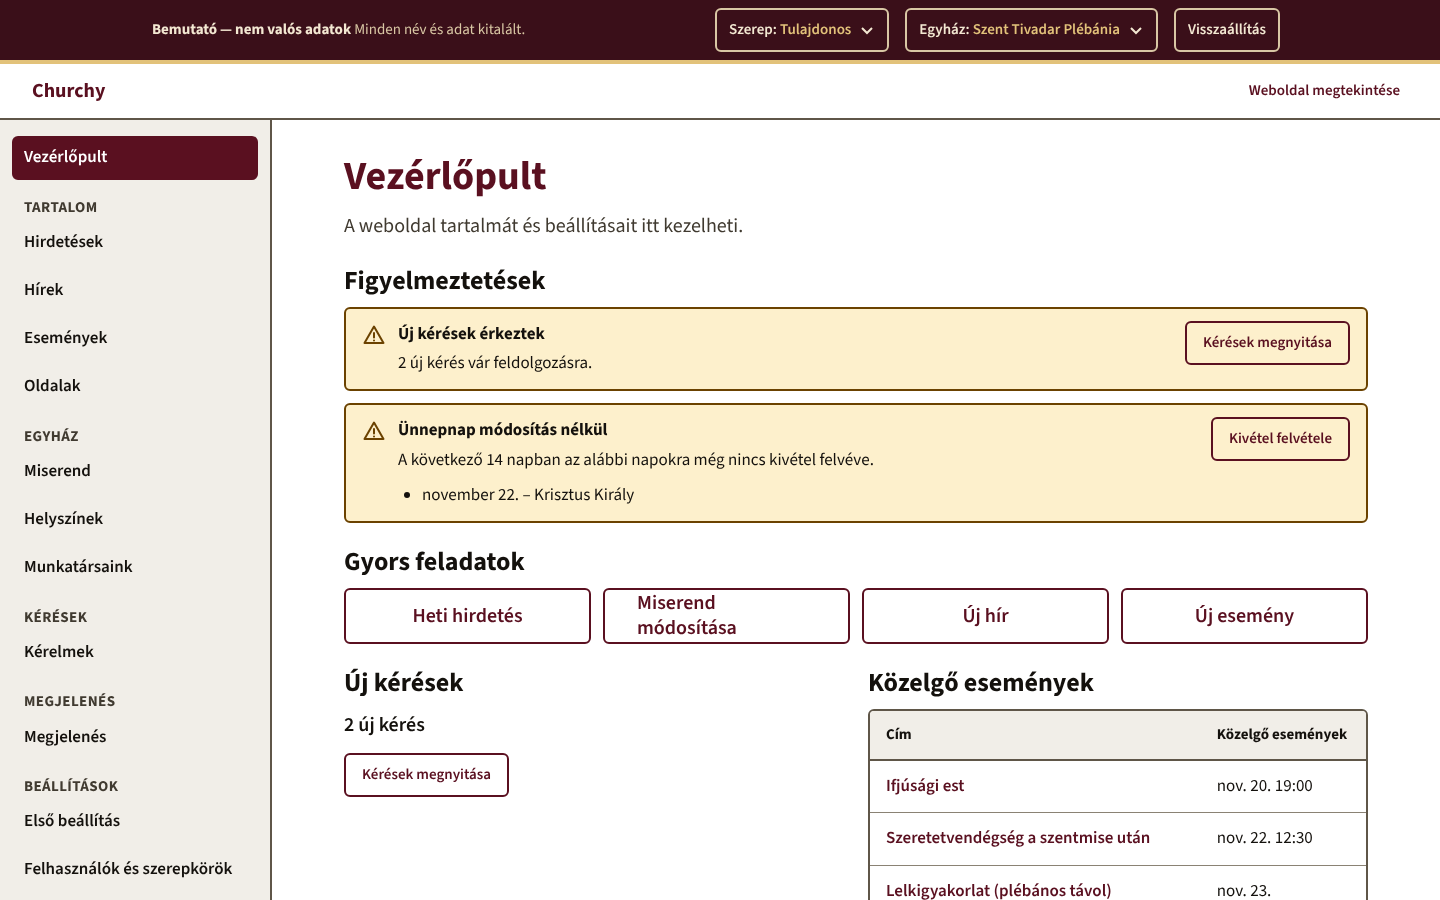 Bemutató — nem valós adatok Minden név és adat kitalált.
Szerep: Tulajdonos
Egyház: Szent Tivadar Plébánia
Visszaállítás
Churchy
Weboldal megtekintése
Vezérlőpult
TARTALOM
Hirdetések
Hírek
Események
Oldalak
EGYHÁZ
Miserend
Helyszínek
Munkatársaink
KÉRÉSEK
Kérelmek
MEGJELENÉS
Megjelenés
BEÁLLÍTÁSOK
Első beállítás
Felhasználók és szerepkörök
Vezérlőpult
A weboldal tartalmát és beállításait itt kezelheti.
Figyelmeztetések
Új kérések érkeztek
2 új kérés vár feldolgozásra.
Kérések megnyitása
Ünnepnap módosítás nélkül
A következő 14 napban az alábbi napokra még nincs kivétel felvéve.
• november 22. – Krisztus Király
Kivétel felvétele
Gyors feladatok
Heti hirdetés
Miserend
módosítása
Új hír
Új esemény
Új kérések
2 új kérés
Kérések megnyitása
Közelgő események
Cím
Közelgő események
Ifjúsági est
nov. 20. 19:00
Szeretetvendégség a szentmise után
nov. 22. 12:30
Lelkigyakorlat (plébános távol)
nov. 23.